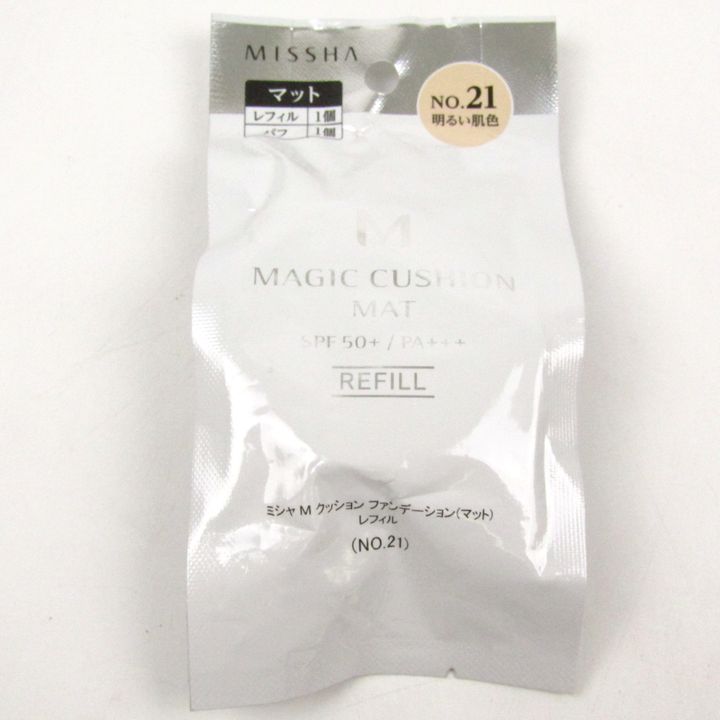 MISSHA
マット
レフィル 1個
パフ 1個
NO.21
明るい肌色
M
MAGIC CUSHION
MAT
SPF 50+ / PA+++
REFILL
ミシャ M クッション ファンデーション(マット)
レフィル
(NO.21)